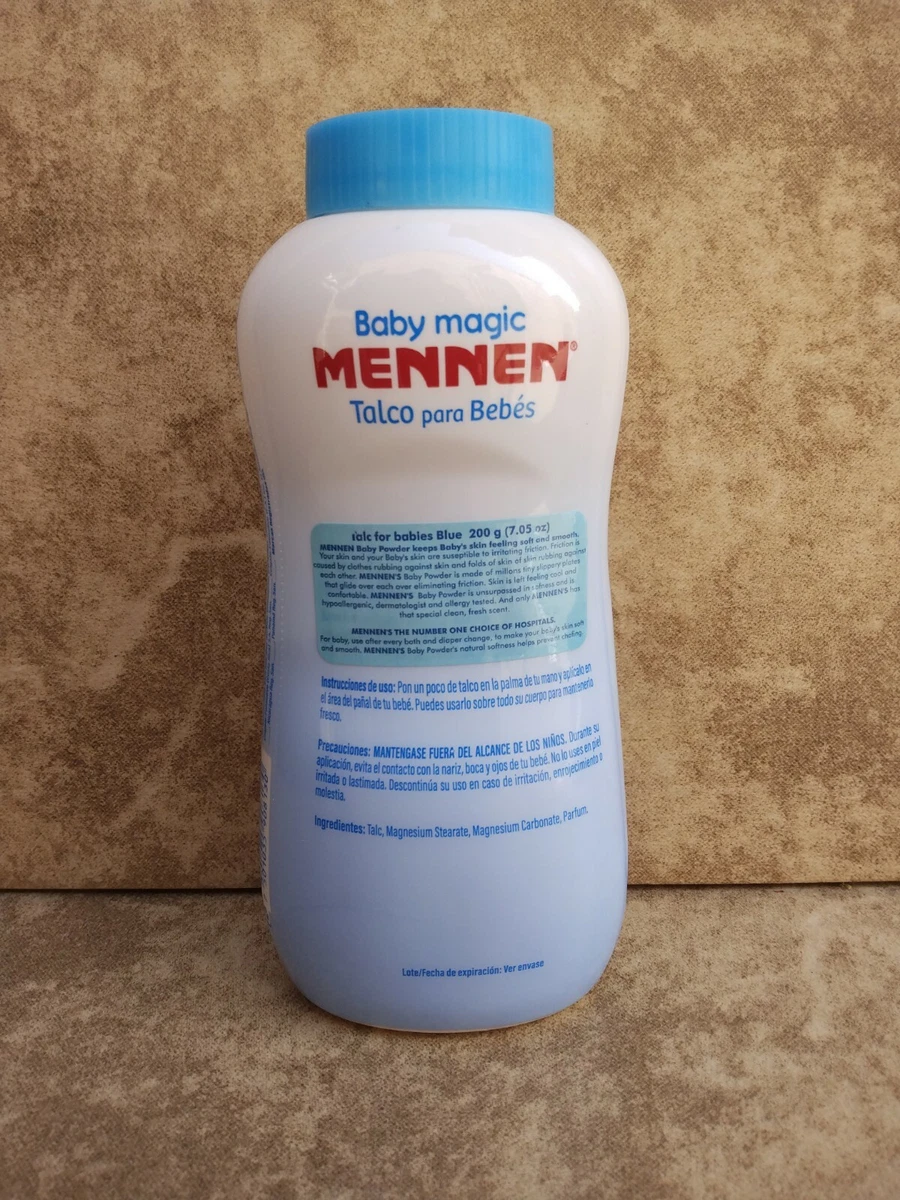 Baby magic
MENNEN®
Talco para Bebés
Talc for babies Blue 200 g (7.05 oz)
MENNEN Baby Powder keeps Baby's skin feeling soft and smooth.
Your skin and your Baby's skin are suseptible to irritating friction. Friction is
caused by clothes rubbing against skin and folds of skin of skin rubbing against
each other. MENNEN'S Baby Powder is made of millions tiny slippery plates
that glide over each over eliminating friction. Skin is left feeling cool and
confortable. MENNEN'S Baby Powder is unsurpassed in softness and is
hypoallergenic, dermatologist and allergy tested. And only MENNEN'S has
that special clean, fresh scent.
MENNEN'S THE NUMBER ONE CHOICE OF HOSPITALS.
For baby, use after every bath and diaper change, to make your baby's skin soft
and smooth. MENNEN'S Baby Powder's natural softness helps prevent chafing
Instrucciones de uso: Pon un poco de talco en la palma de tu mano y aplícalo en
el área del pañal de tu bebé. Puedes usarlo sobre todo su cuerpo para mantenerlo
fresco.
Precauciones: MANTENGASE FUERA DEL ALCANCE DE LOS NIÑOS. Durante su
aplicación, evita el contacto con la nariz, boca y ojos de tu bebé. No lo uses en piel
irritada o lastimada. Descontinúa su uso en caso de irritación, enrojecimiento o
molestia.
Ingredientes: Talc, Magnesium Stearate, Magnesium Carbonate, Parfum.
Lote/Fecha de expiración: Ver envase